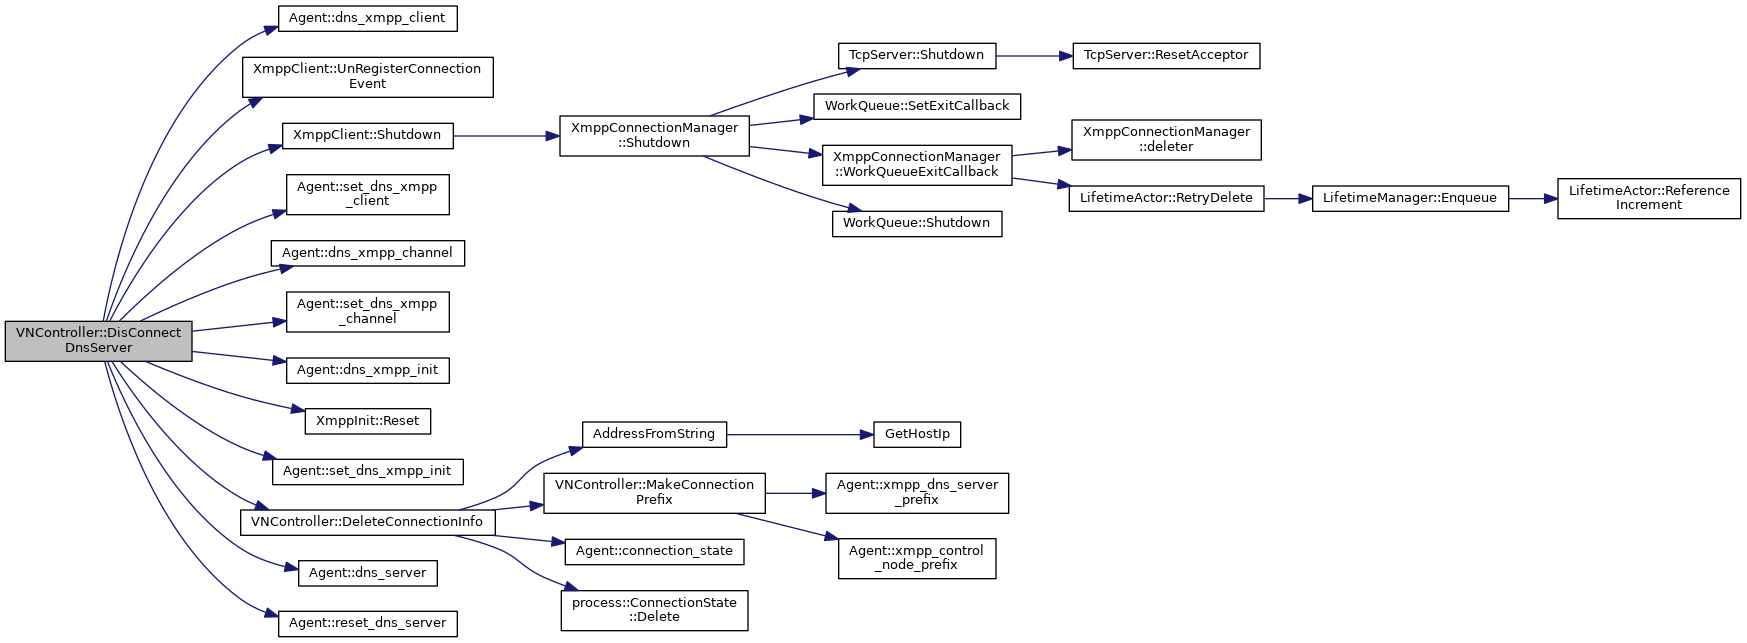 Agent::dns_xmpp_client
XmppClient::UnRegisterConnection
Event
XmppClient::Shutdown
Agent::set_dns_xmpp
_client
Agent::dns_xmpp_channel
Agent::set_dns_xmpp
_channel
VNController::DisConnect
DnsServer
Agent::dns_xmpp_init
XmppInit::Reset
Agent::set_dns_xmpp_init
VNController::DeleteConnectionInfo
Agent::dns_server
Agent::reset_dns_server
XmppConnectionManager
::Shutdown
TcpServer::Shutdown
TcpServer::ResetAcceptor
WorkQueue::SetExitCallback
XmppConnectionManager
::WorkQueueExitCallback
WorkQueue::Shutdown
XmppConnectionManager
::deleter
LifetimeActor::RetryDelete
LifetimeManager::Enqueue
LifetimeActor::Reference
Increment
AddressFromString
GetHostIp
VNController::MakeConnection
Prefix
Agent::xmpp_dns_server
_prefix
Agent::xmpp_control
_node_prefix
Agent::connection_state
process::ConnectionState
::Delete